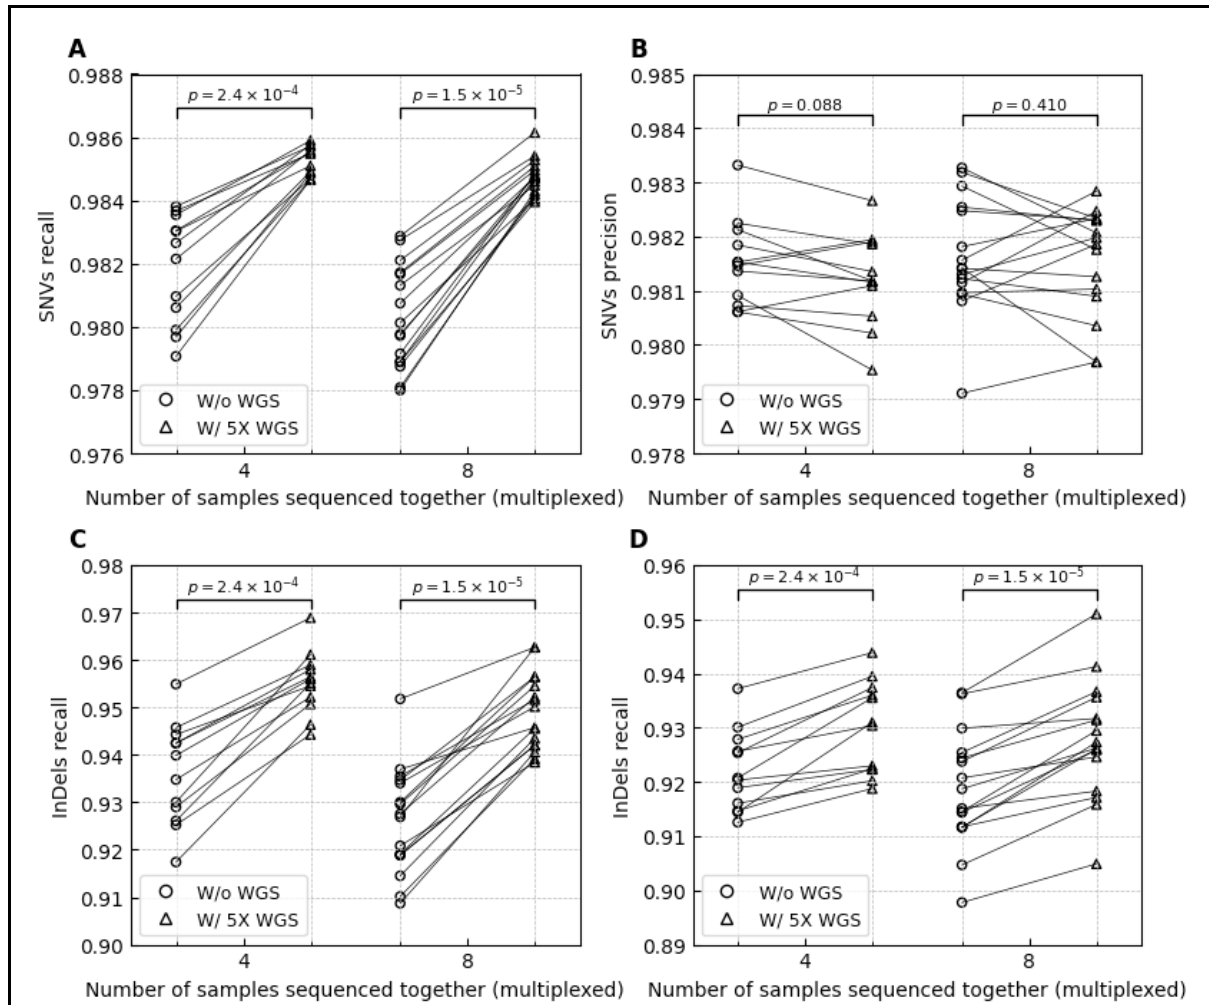 A
0.988
0.986
0.984
0.982
0.980
0.978
0.976
SNVs recall
p = 2.4 × 10⁻⁴
p = 1.5 × 10⁻⁵
W/o WGS
W/ 5X WGS
4
8
Number of samples sequenced together (multiplexed)
B
0.985
0.984
0.983
0.982
0.981
0.980
0.979
0.978
SNVs precision
p = 0.088
p = 0.410
W/o WGS
W/ 5X WGS
4
8
Number of samples sequenced together (multiplexed)
C
0.98
0.97
0.96
0.95
0.94
0.93
0.92
0.91
0.90
InDels recall
p = 2.4 × 10⁻⁴
p = 1.5 × 10⁻⁵
W/o WGS
W/ 5X WGS
4
8
Number of samples sequenced together (multiplexed)
D
0.96
0.95
0.94
0.93
0.92
0.91
0.90
0.89
InDels recall
p = 2.4 × 10⁻⁴
p = 1.5 × 10⁻⁵
W/o WGS
W/ 5X WGS
4
8
Number of samples sequenced together (multiplexed)